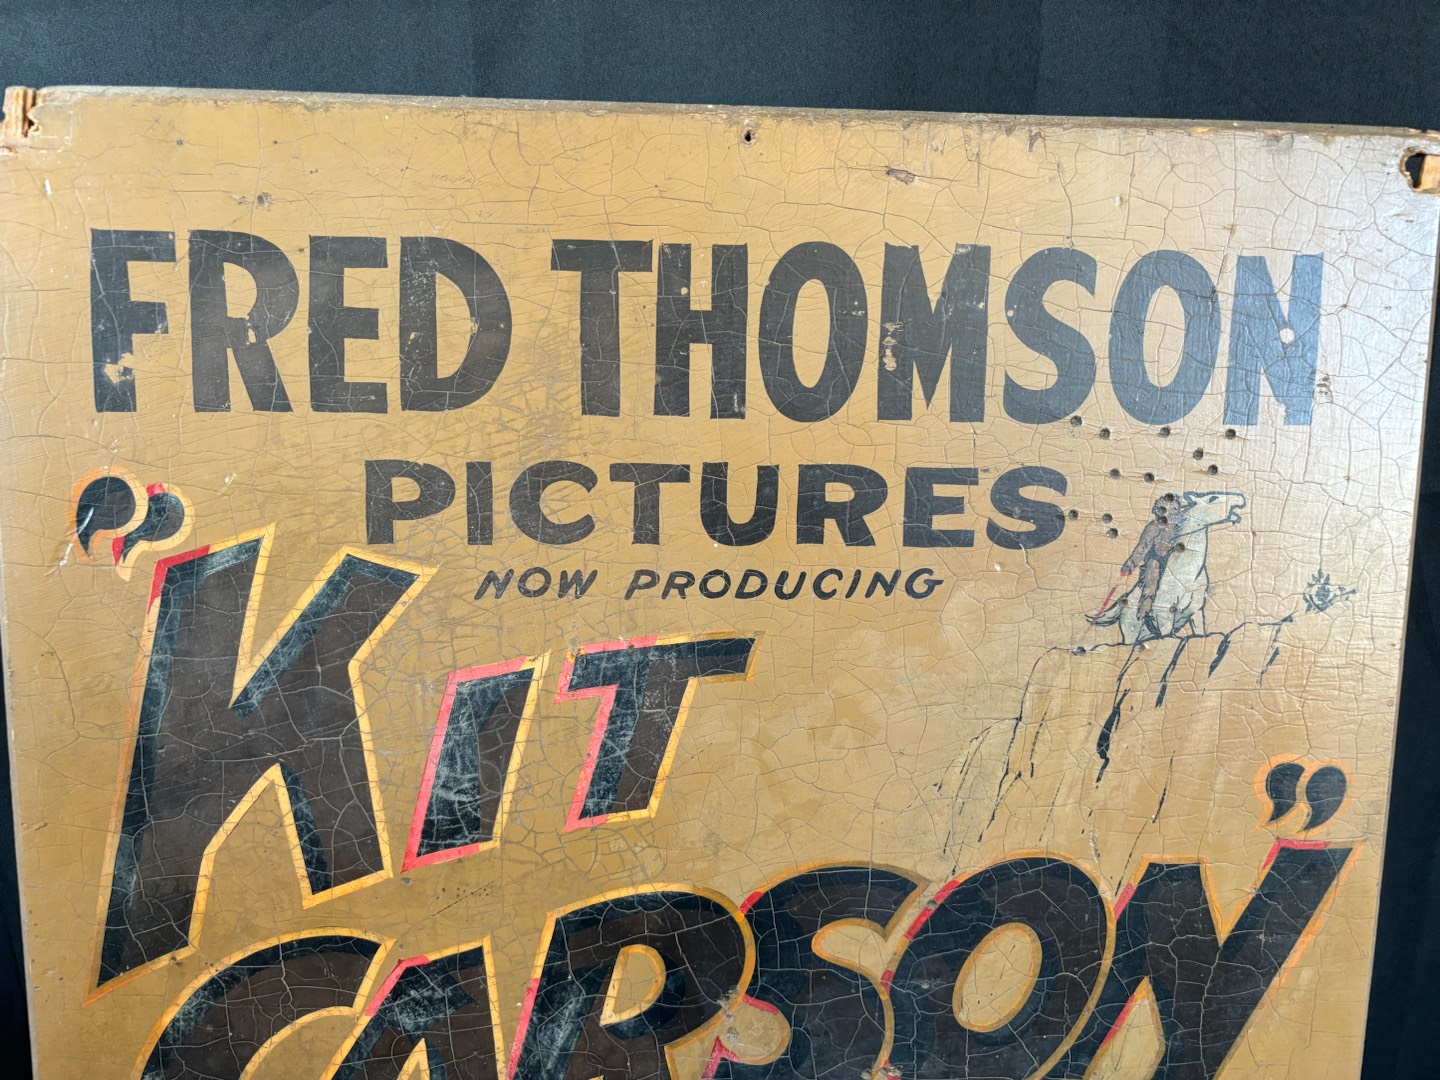 FRED THOMSON
PICTURES
NOW PRODUCING
"KIT
CARSON"